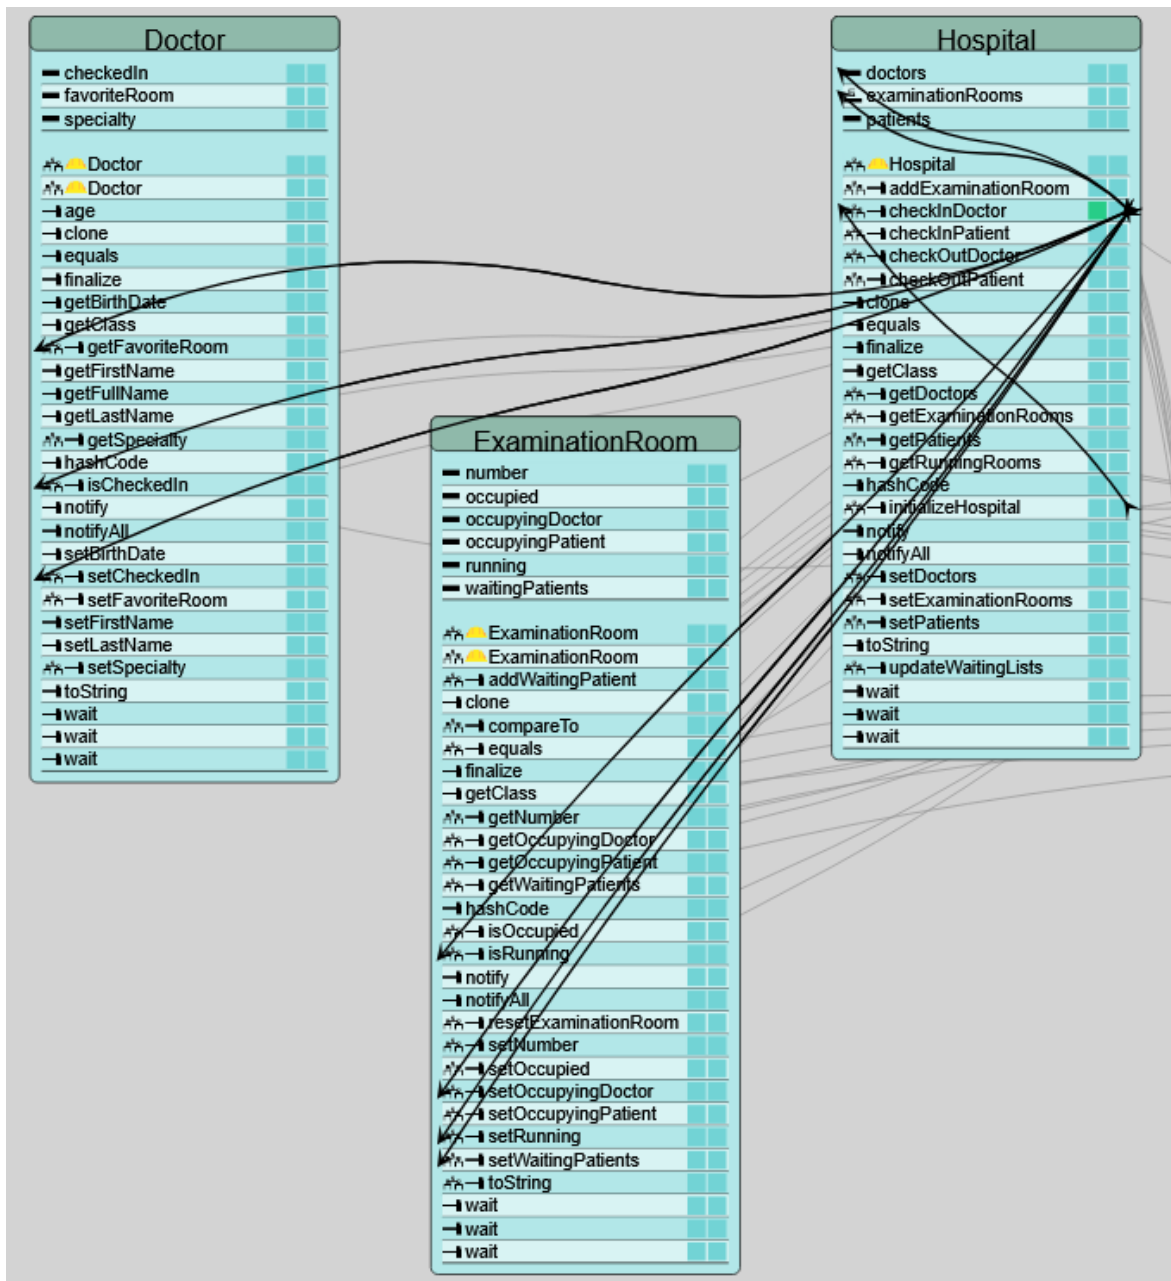 Doctor
checkedIn
favoriteRoom
specialty
Doctor
Doctor
age
clone
equals
finalize
getBirthDate
getClass
getFavoriteRoom
getFirstName
getFullName
getLastName
getSpecialty
hashCode
isCheckedIn
notify
notifyAll
setBirthDate
setCheckedIn
setFavoriteRoom
setFirstName
setLastName
setSpecialty
toString
wait
wait
wait
ExaminationRoom
number
occupied
occupyingDoctor
occupyingPatient
running
waitingPatients
ExaminationRoom
ExaminationRoom
addWaitingPatient
clone
compareTo
equals
finalize
getClass
getNumber
getOccupyingDoctor
getOccupyingPatient
getWaitingPatients
hashCode
isOccupied
isRunning
notify
notifyAll
resetExaminationRoom
setNumber
setOccupied
setOccupyingDoctor
setOccupyingPatient
setRunning
setWaitingPatients
toString
wait
wait
wait
Hospital
doctors
examinationRooms
patients
Hospital
addExaminationRoom
checkInDoctor
checkInPatient
checkOutDoctor
checkOutPatient
clone
equals
finalize
getClass
getDoctors
getExaminationRooms
getPatients
getRunningRooms
hashCode
initializeHospital
notify
notifyAll
setDoctors
setExaminationRooms
setPatients
toString
updateWaitingLists
wait
wait
wait